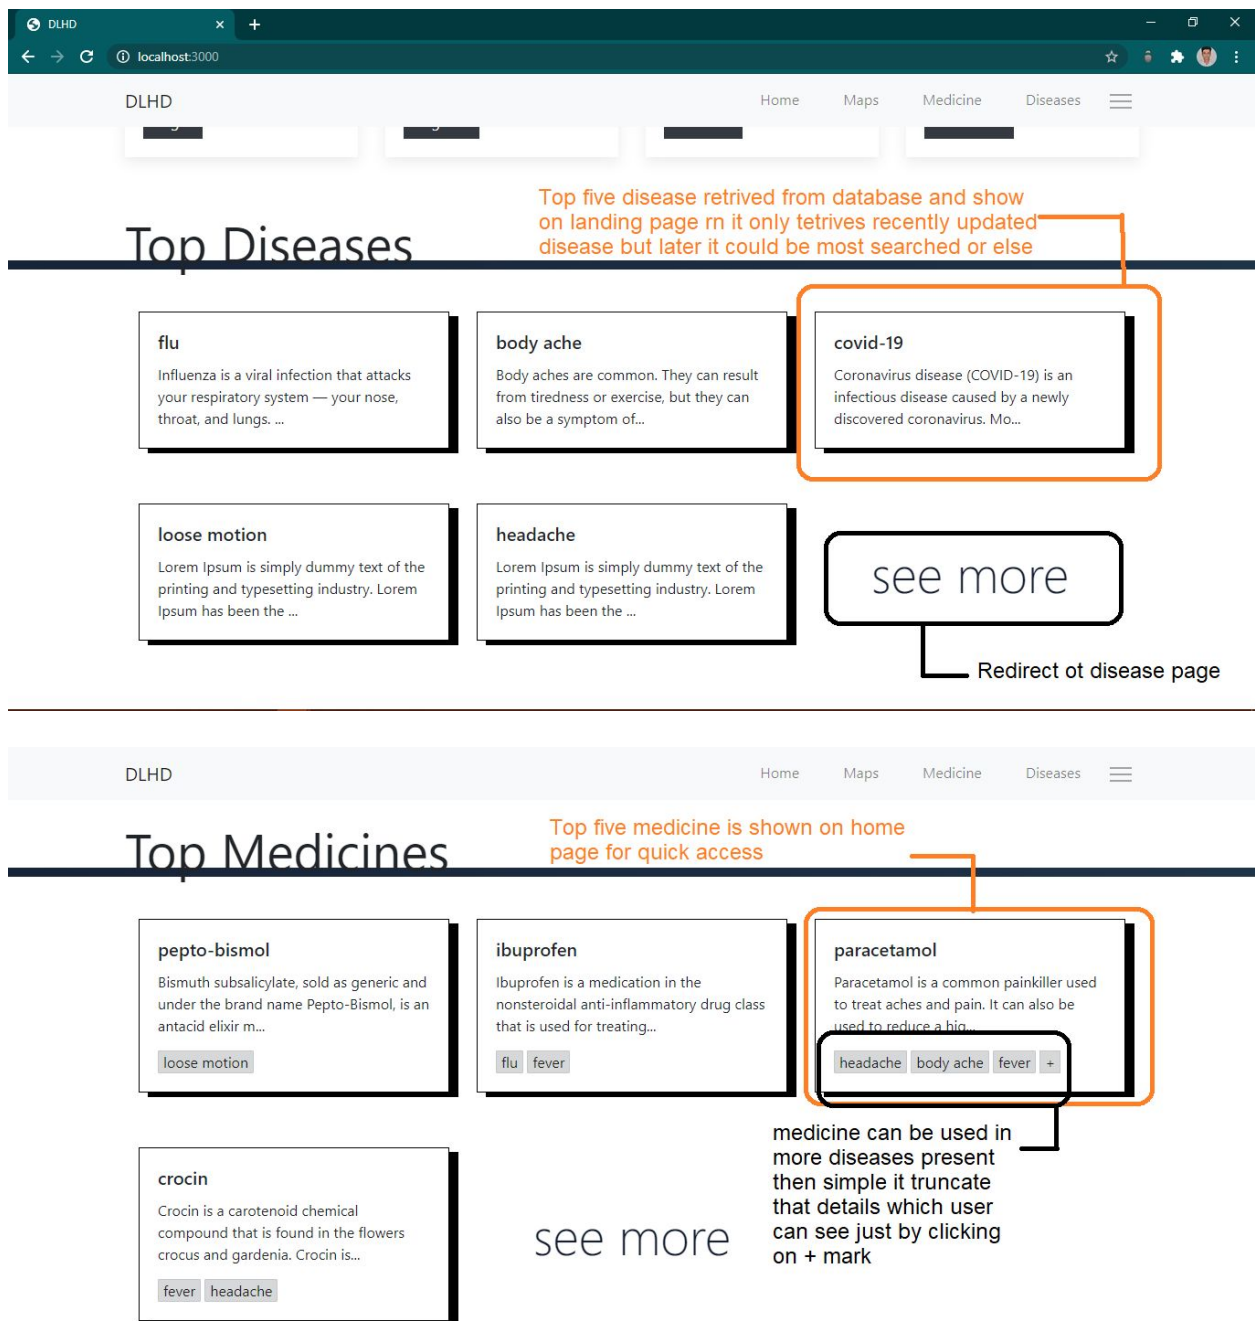 DLHD
localhost:3000
DLHD Home Maps Medicine Diseases
Top five disease retrived from database and show
on landing page rn it only tetrives recently updated
disease but later it could be most searched or else
Top Diseases
flu
Influenza is a viral infection that attacks
your respiratory system — your nose,
throat, and lungs. ...
body ache
Body aches are common. They can result
from tiredness or exercise, but they can
also be a symptom of...
covid-19
Coronavirus disease (COVID-19) is an
infectious disease caused by a newly
discovered coronavirus. Mo...
loose motion
Lorem Ipsum is simply dummy text of the
printing and typesetting industry. Lorem
Ipsum has been the ...
headache
Lorem Ipsum is simply dummy text of the
printing and typesetting industry. Lorem
Ipsum has been the ...
see more
Redirect ot disease page
DLHD Home Maps Medicine Diseases
Top five medicine is shown on home
page for quick access
Top Medicines
pepto-bismol
Bismuth subsalicylate, sold as generic and
under the brand name Pepto-Bismol, is an
antacid elixir m...
loose motion
ibuprofen
Ibuprofen is a medication in the
nonsteroidal anti-inflammatory drug class
that is used for treating...
flu fever
paracetamol
Paracetamol is a common painkiller used
to treat aches and pain. It can also be
used to reduce a hig...
headache body ache fever +
medicine can be used in
more diseases present
then simple it truncate
that details which user
can see just by clicking
on + mark
crocin
Crocin is a carotenoid chemical
compound that is found in the flowers
crocus and gardenia. Crocin is...
fever headache
see more